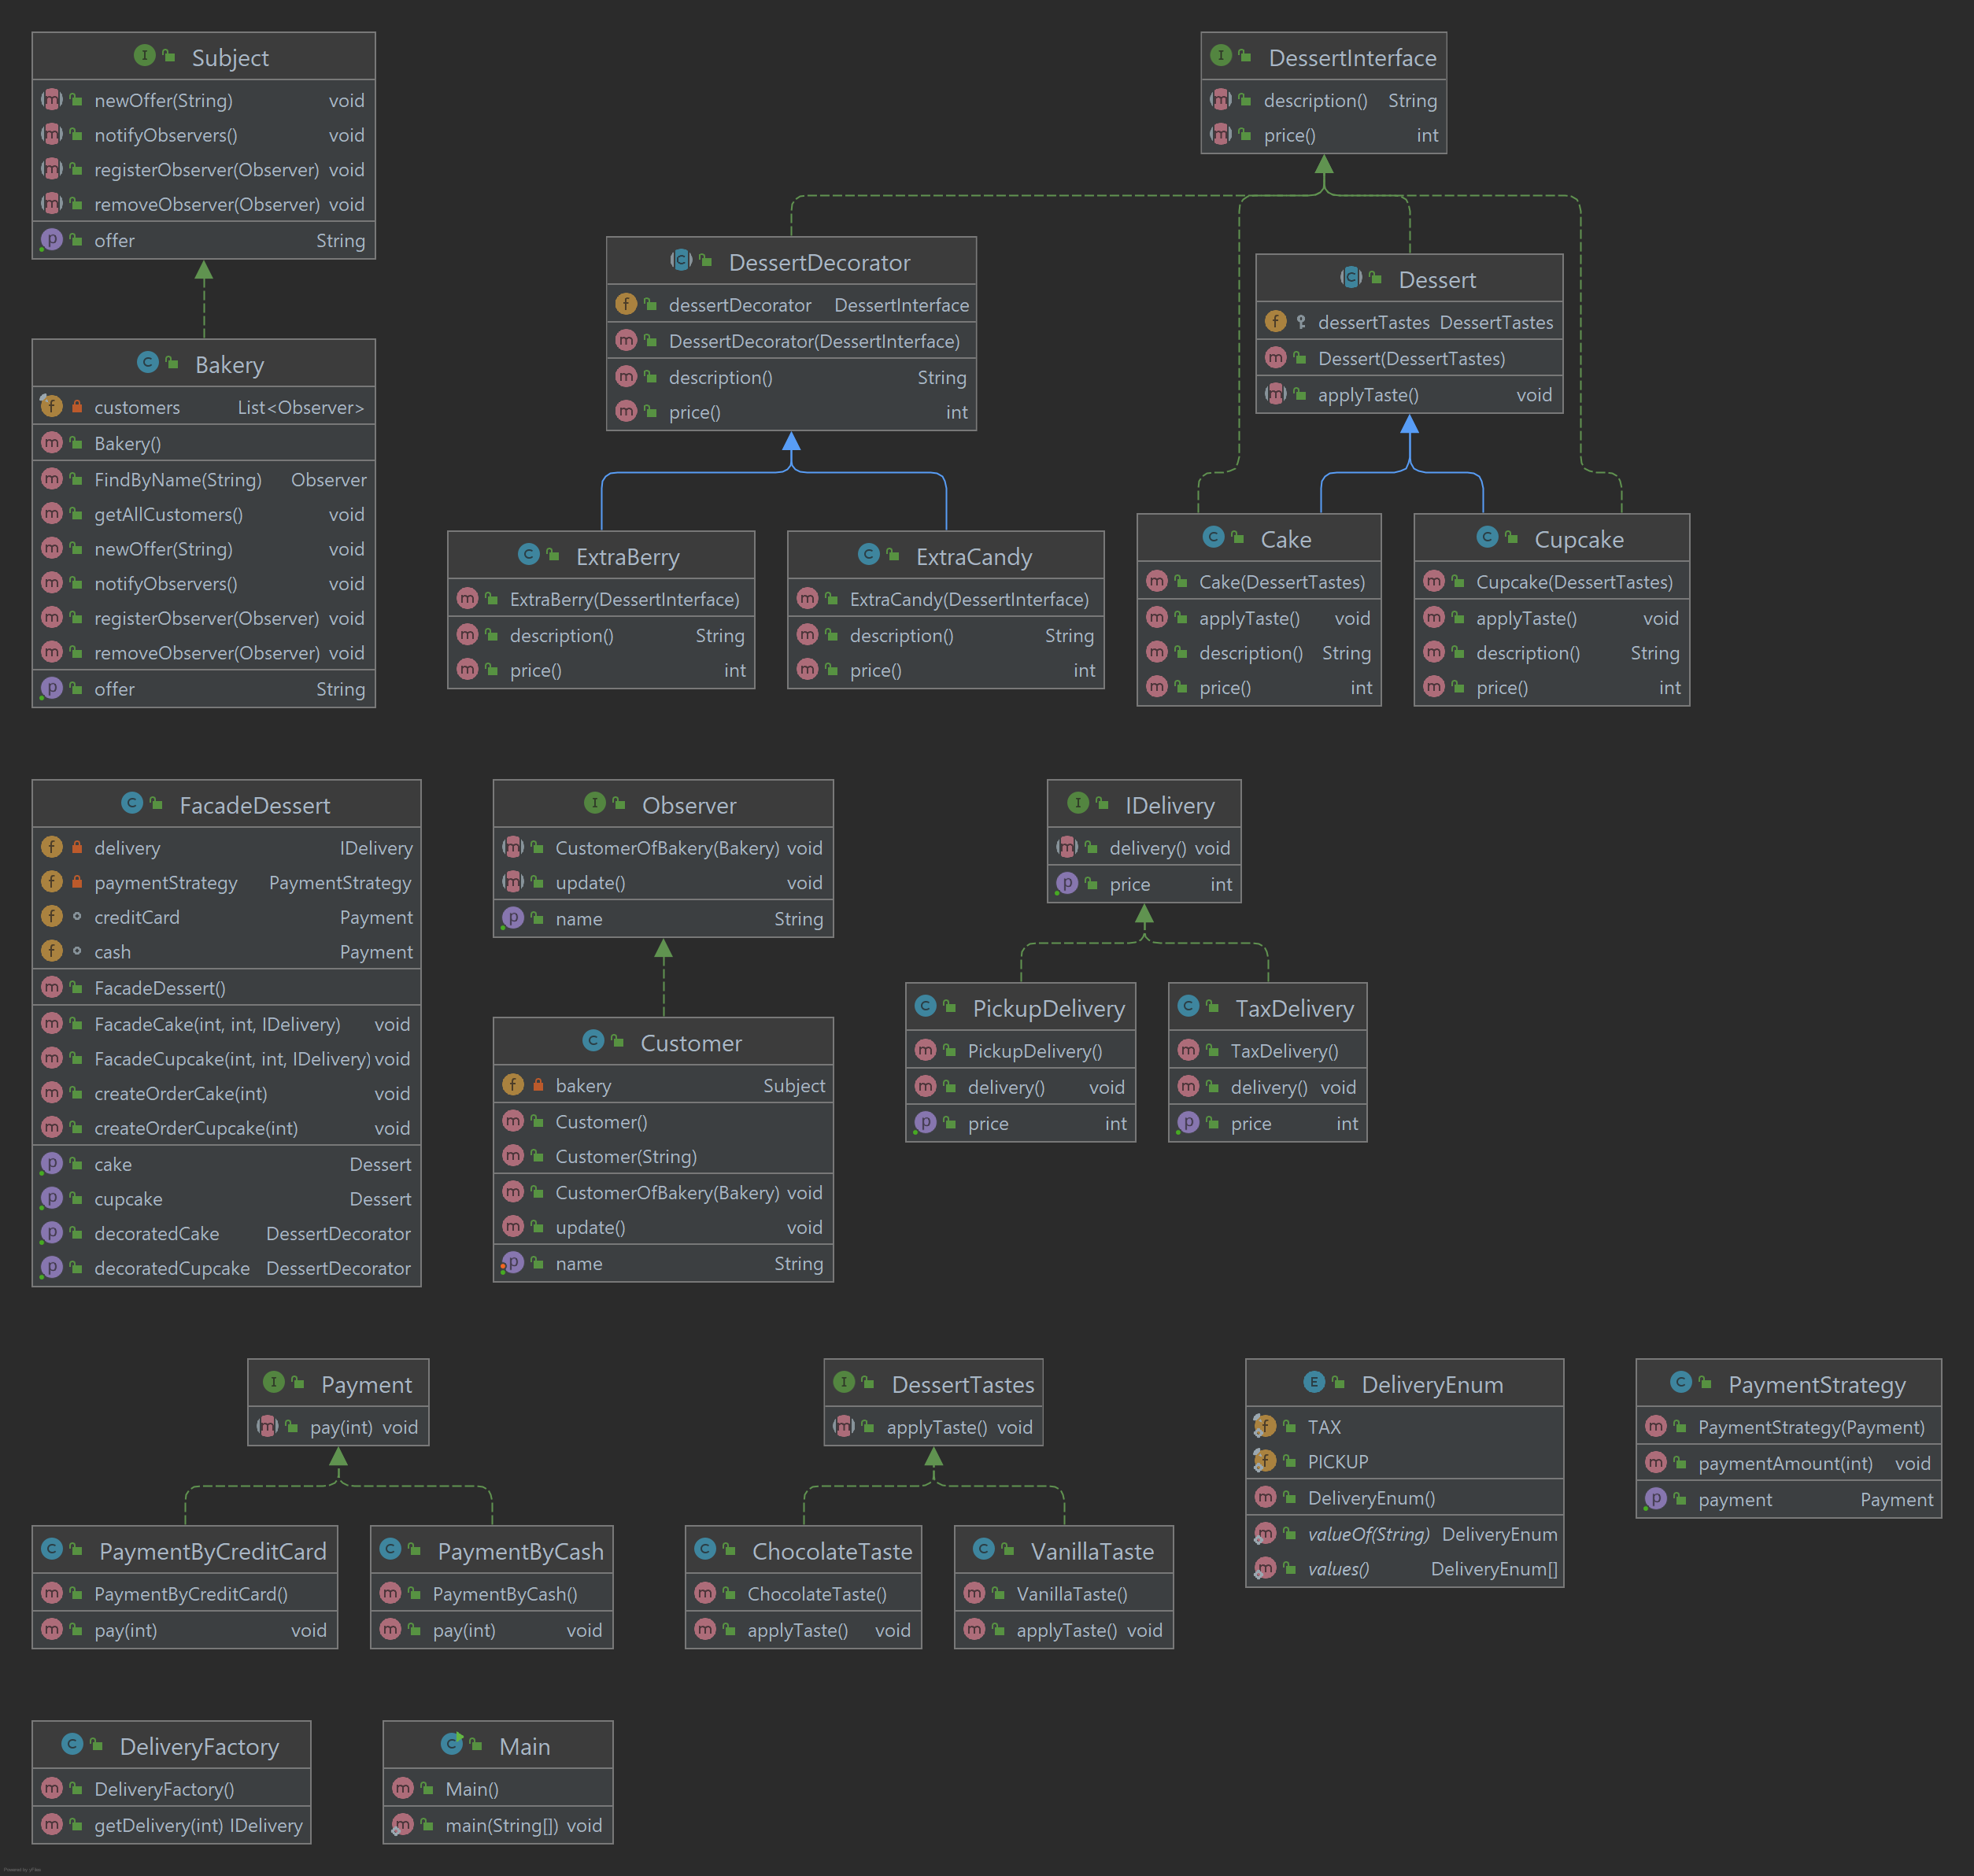 Subject
newOffer(String) void
notifyObservers() void
registerObserver(Observer) void
removeObserver(Observer) void
offer String
DessertInterface
description() String
price() int
DessertDecorator
dessertDecorator DessertInterface
DessertDecorator(DessertInterface)
description() String
price() int
Dessert
dessertTastes DessertTastes
Dessert(DessertTastes)
applyTaste() void
Bakery
customers List<Observer>
Bakery()
FindByName(String) Observer
getAllCustomers() void
newOffer(String) void
notifyObservers() void
registerObserver(Observer) void
removeObserver(Observer) void
offer String
ExtraBerry
ExtraBerry(DessertInterface)
description() String
price() int
ExtraCandy
ExtraCandy(DessertInterface)
description() String
price() int
Cake
Cake(DessertTastes)
applyTaste() void
description() String
price() int
Cupcake
Cupcake(DessertTastes)
applyTaste() void
description() String
price() int
FacadeDessert
delivery IDelivery
paymentStrategy PaymentStrategy
creditCard Payment
cash Payment
FacadeDessert()
FacadeCake(int, int, IDelivery) void
FacadeCupcake(int, int, IDelivery) void
createOrderCake(int) void
createOrderCupcake(int) void
cake Dessert
cupcake Dessert
decoratedCake DessertDecorator
decoratedCupcake DessertDecorator
Observer
CustomerOfBakery(Bakery) void
update() void
name String
Customer
bakery Subject
Customer()
Customer(String)
CustomerOfBakery(Bakery) void
update() void
name String
IDelivery
delivery() void
price int
PickupDelivery
PickupDelivery()
delivery() void
price int
TaxDelivery
TaxDelivery()
delivery() void
price int
Payment
pay(int) void
PaymentByCreditCard
PaymentByCreditCard()
pay(int) void
PaymentByCash
PaymentByCash()
pay(int) void
DessertTastes
applyTaste() void
ChocolateTaste
ChocolateTaste()
applyTaste() void
VanillaTaste
VanillaTaste()
applyTaste() void
DeliveryEnum
TAX
PICKUP
DeliveryEnum()
valueOf(String) DeliveryEnum
values() DeliveryEnum[]
PaymentStrategy
PaymentStrategy(Payment)
paymentAmount(int) void
payment Payment
DeliveryFactory
DeliveryFactory()
getDelivery(int) IDelivery
Main
Main()
main(String[]) void
Powered by yFiles